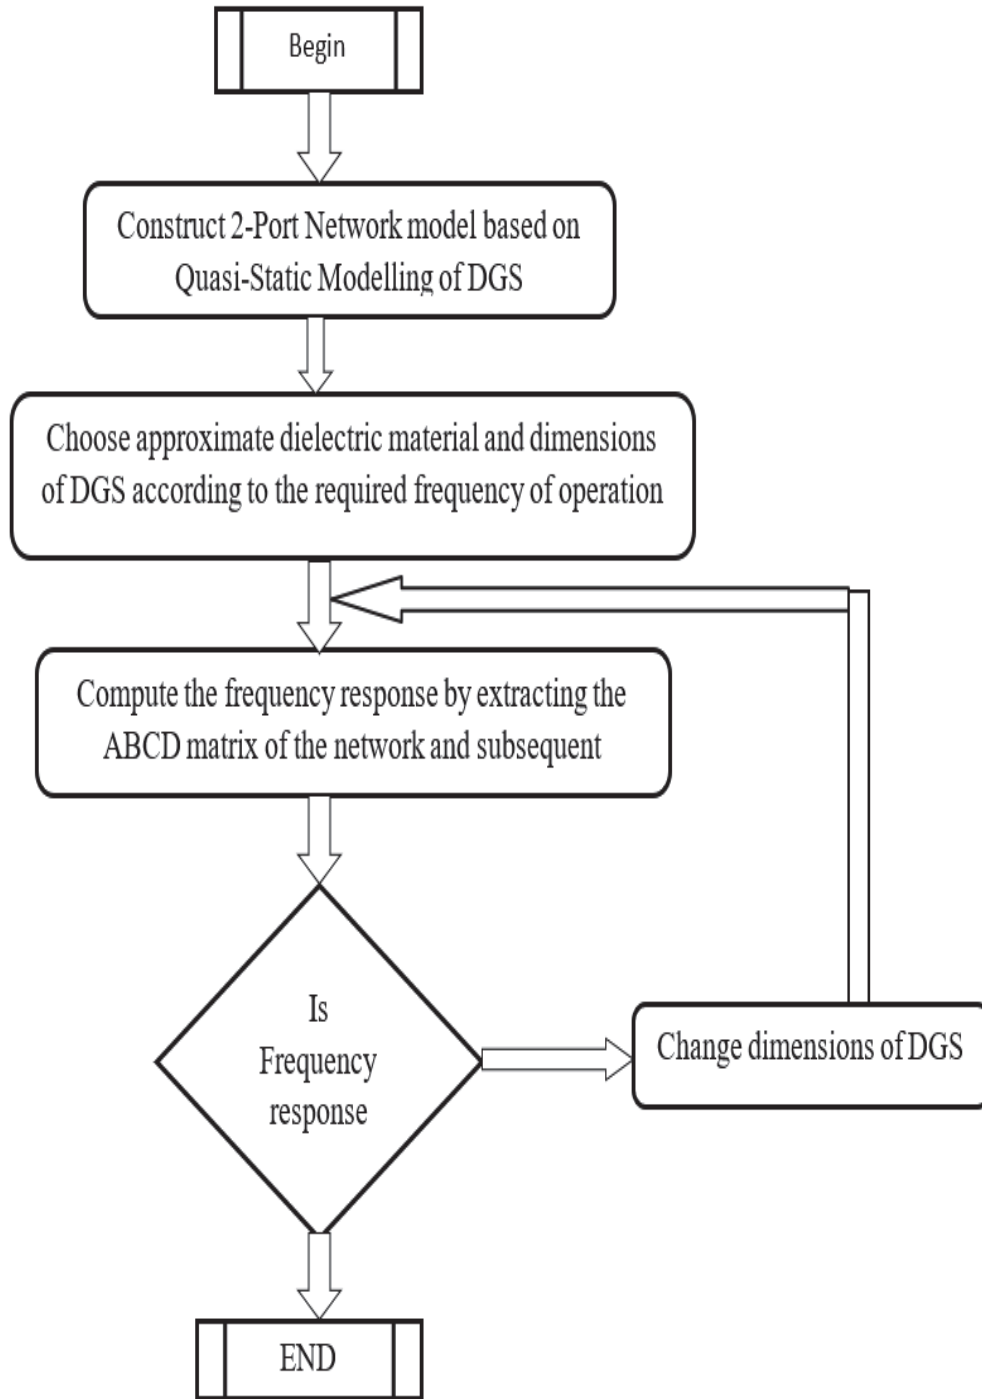 Begin
Construct 2-Port Network model based on
Quasi-Static Modelling of DGS
Choose approximate dielectric material and dimensions
of DGS according to the required frequency of operation
Compute the frequency response by extracting the
ABCD matrix of the network and subsequent
Is
Frequency
response
Change dimensions of DGS
END